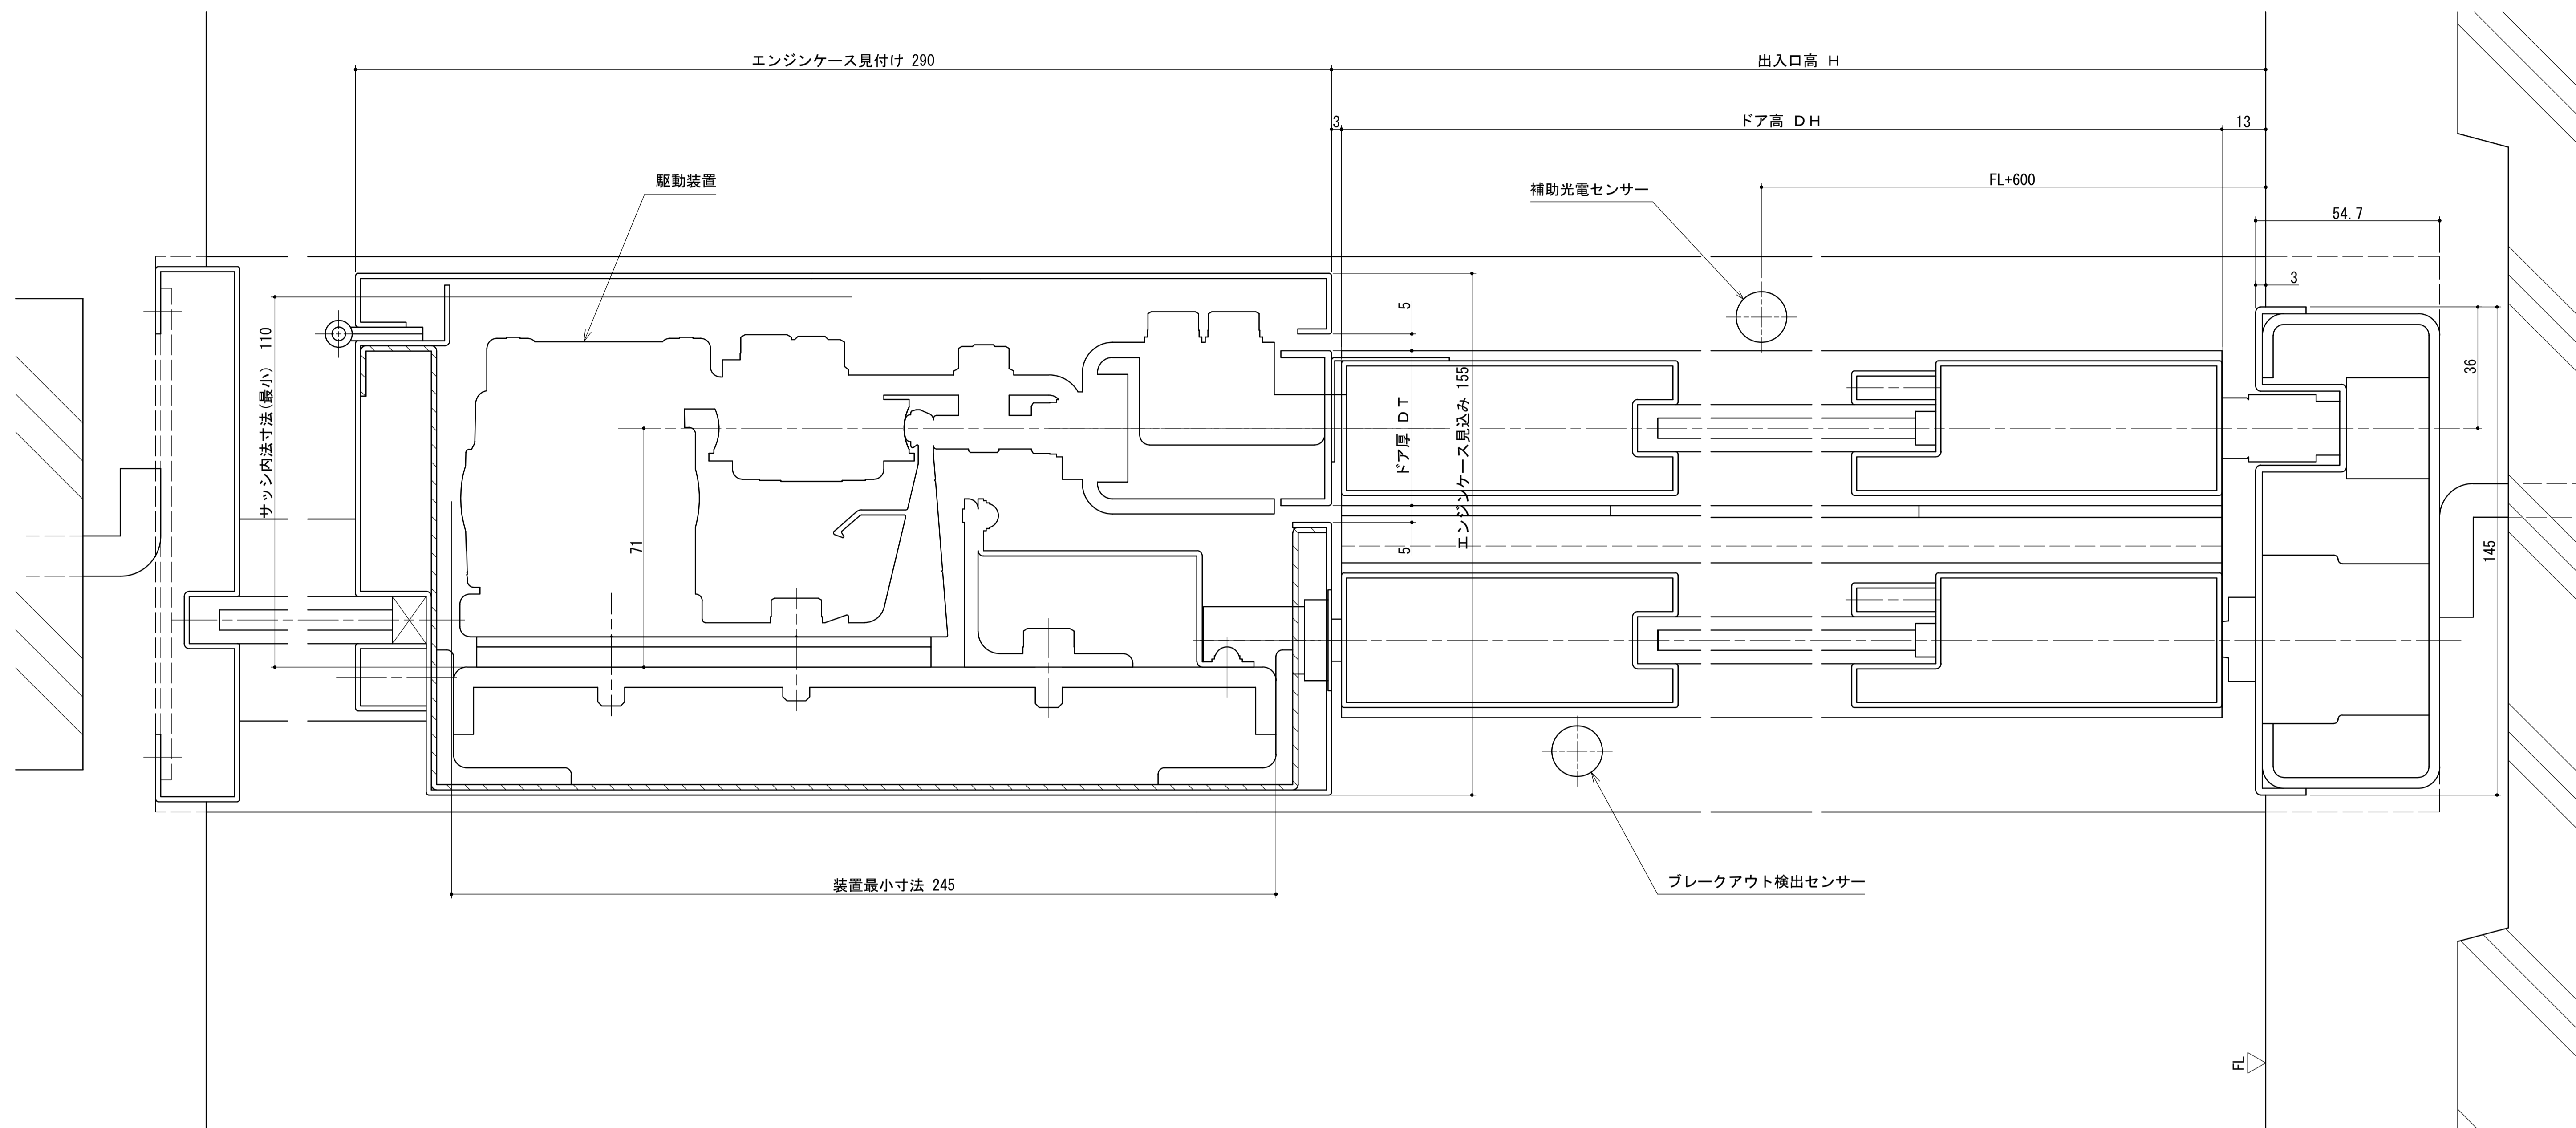 エンジンケース見付け 290
出入口高 H
3
ドア高 DH
13
駆動装置
補助光電センサー
FL+600
54.7
3
サッシ内法寸法(最小) 110
5
ドア厚 DT
エンジンケース見込み 155
36
71
5
145
装置最小寸法 245
ブレークアウト検出センサー
FL